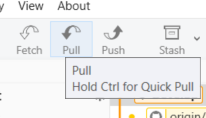 View About
Fetch Pull Push Stash
Pull
Hold Ctrl for Quick Pull
origin/